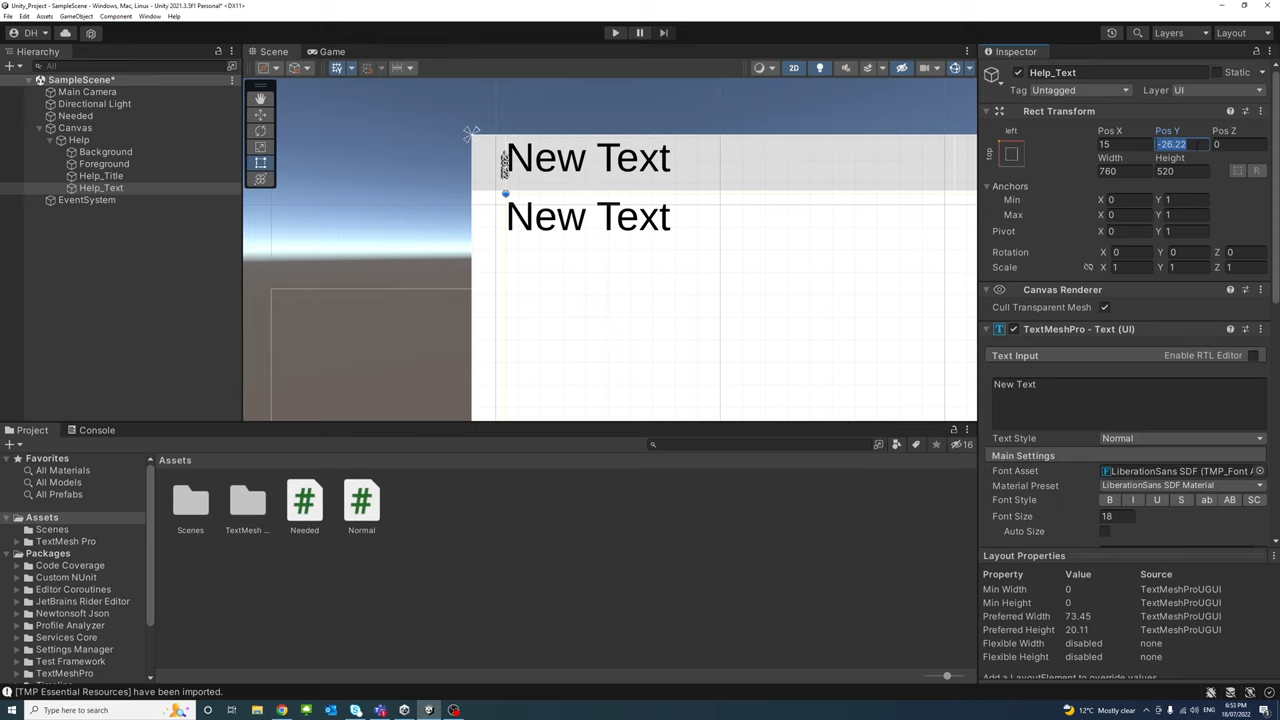 Unity_Project - SampleScene - Windows, Mac, Linux - Unity 2021.3.5f1 Personal* <DX11>
File Edit Assets GameObject Component Window Help
DH Layers Layout
Hierarchy Scene Game Inspector
All
2D
SampleScene*
Main Camera
Directional Light
Needed
Canvas
Help
Background
Foreground
Help_Title
Help_Text
EventSystem
New Text
New Text
Help_Text Static
Tag Untagged Layer UI
Rect Transform
left
top
Pos X Pos Y Pos Z
15 -26.22 0
Width Height
760 520
R
Anchors
Min X 0 Y 1
Max X 0 Y 1
Pivot X 0 Y 1
Rotation X 0 Y 0 Z 0
Scale X 1 Y 1 Z 1
Canvas Renderer
Cull Transparent Mesh
TextMeshPro - Text (UI)
Text Input Enable RTL Editor
New Text
Text Style Normal
Main Settings
Font Asset LiberationSans SDF (TMP_Font A
Material Preset LiberationSans SDF Material
Font Style B I U S ab AB SC
Font Size 18
Auto Size
Layout Properties
Property Value Source
Min Width 0 TextMeshProUGUI
Min Height 0 TextMeshProUGUI
Preferred Width 73.45 TextMeshProUGUI
Preferred Height 20.11 TextMeshProUGUI
Flexible Width disabled none
Flexible Height disabled none
Add a LayoutElement to override values
Project Console
16
Favorites
All Materials
All Models
All Prefabs
Assets
Scenes
TextMesh Pro
Packages
Code Coverage
Custom NUnit
Editor Coroutines
JetBrains Rider Editor
Newtonsoft Json
Profile Analyzer
Services Core
Settings Manager
Test Framework
TextMeshPro
Timeline
Assets
Scenes TextMesh ... Needed Normal
[TMP Essential Resources] have been imported.
Type here to search
12°C Mostly clear ENG 6:53 PM
18/07/2022